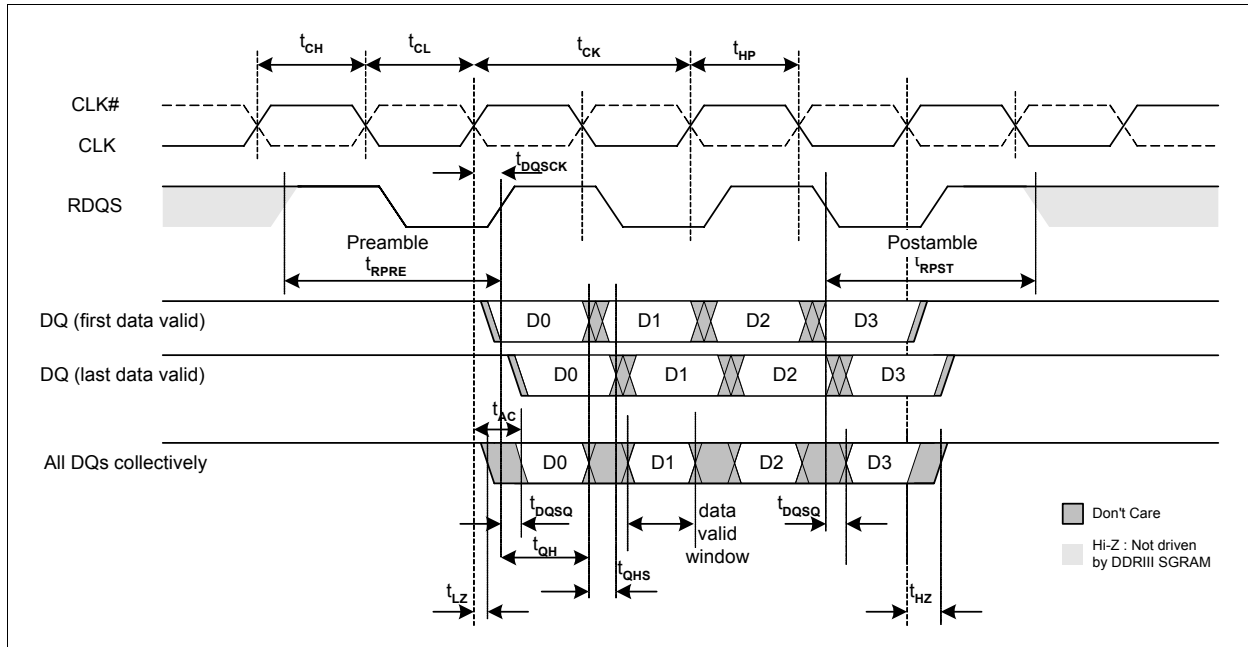 tCH
tCL
tCK
tHP
CLK#
CLK
tDQSCK
RDQS
Preamble
Postamble
tRPRE
tRPST
DQ (first data valid)
D0
D1
D2
D3
DQ (last data valid)
D0
D1
D2
D3
tAC
All DQs collectively
D0
D1
D2
D3
tDQSQ
data
valid
window
tDQSQ
Don't Care
tQH
Hi-Z : Not driven
by DDRIII SGRAM
tQHS
tLZ
tHZ